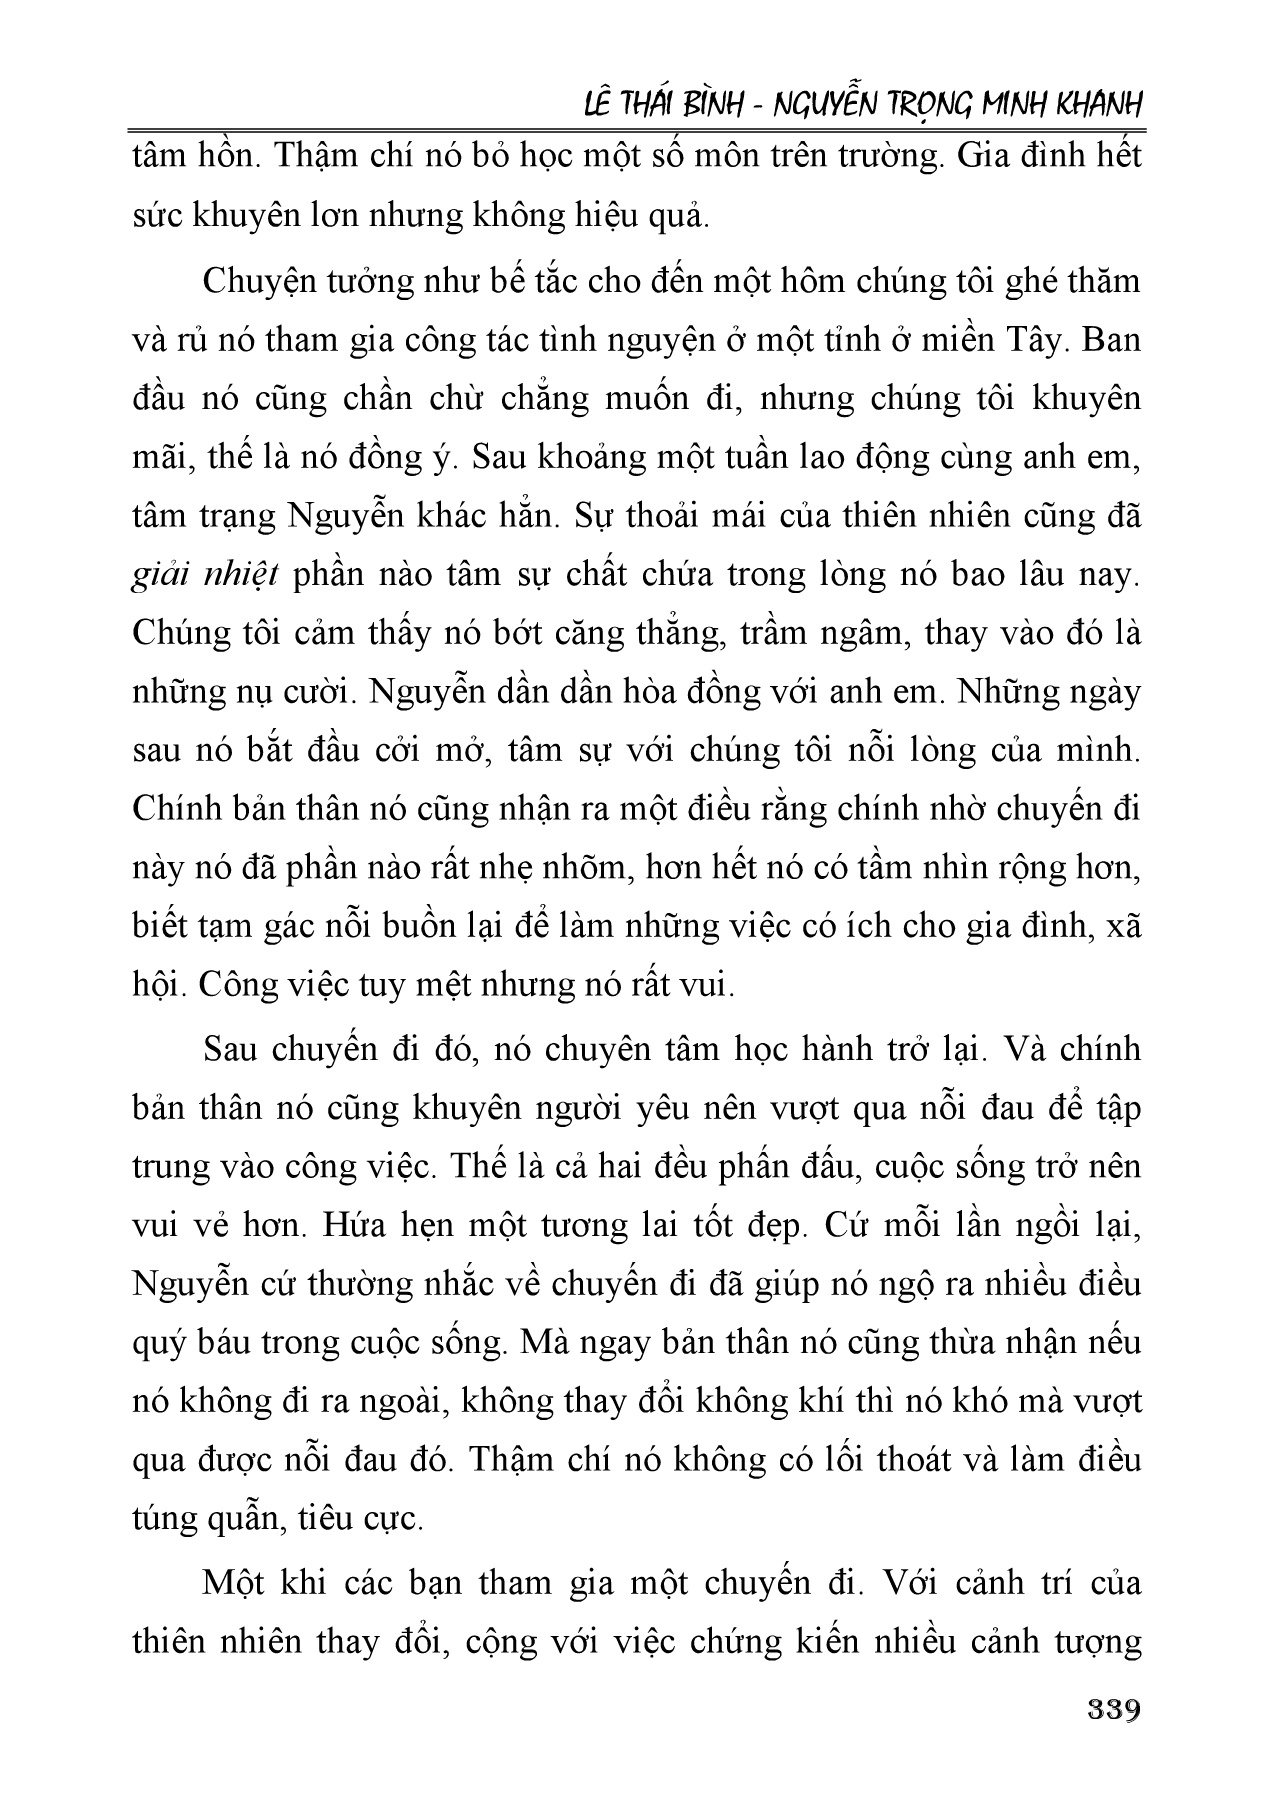 LÊ THÁI BÌNH - NGUYỄN TRỌNG MINH KHANH
tâm hồn. Thậm chí nó bỏ học một số môn trên trường. Gia đình hết
sức khuyên lơn nhưng không hiệu quả.
Chuyện tưởng như bế tắc cho đến một hôm chúng tôi ghé thăm
và rủ nó tham gia công tác tình nguyện ở một tỉnh ở miền Tây. Ban
đầu nó cũng chần chừ chẳng muốn đi, nhưng chúng tôi khuyên
mãi, thế là nó đồng ý. Sau khoảng một tuần lao động cùng anh em,
tâm trạng Nguyễn khác hẳn. Sự thoải mái của thiên nhiên cũng đã
giải nhiệt phần nào tâm sự chất chứa trong lòng nó bao lâu nay.
Chúng tôi cảm thấy nó bớt căng thẳng, trầm ngâm, thay vào đó là
những nụ cười. Nguyễn dần dần hòa đồng với anh em. Những ngày
sau nó bắt đầu cởi mở, tâm sự với chúng tôi nỗi lòng của mình.
Chính bản thân nó cũng nhận ra một điều rằng chính nhờ chuyến đi
này nó đã phần nào rất nhẹ nhõm, hơn hết nó có tầm nhìn rộng hơn,
biết tạm gác nỗi buồn lại để làm những việc có ích cho gia đình, xã
hội. Công việc tuy mệt nhưng nó rất vui.
Sau chuyến đi đó, nó chuyên tâm học hành trở lại. Và chính
bản thân nó cũng khuyên người yêu nên vượt qua nỗi đau để tập
trung vào công việc. Thế là cả hai đều phấn đấu, cuộc sống trở nên
vui vẻ hơn. Hứa hẹn một tương lai tốt đẹp. Cứ mỗi lần ngồi lại,
Nguyễn cứ thường nhắc về chuyến đi đã giúp nó ngộ ra nhiều điều
quý báu trong cuộc sống. Mà ngay bản thân nó cũng thừa nhận nếu
nó không đi ra ngoài, không thay đổi không khí thì nó khó mà vượt
qua được nỗi đau đó. Thậm chí nó không có lối thoát và làm điều
túng quẫn, tiêu cực.
Một khi các bạn tham gia một chuyến đi. Với cảnh trí của
thiên nhiên thay đổi, cộng với việc chứng kiến nhiều cảnh tượng
339